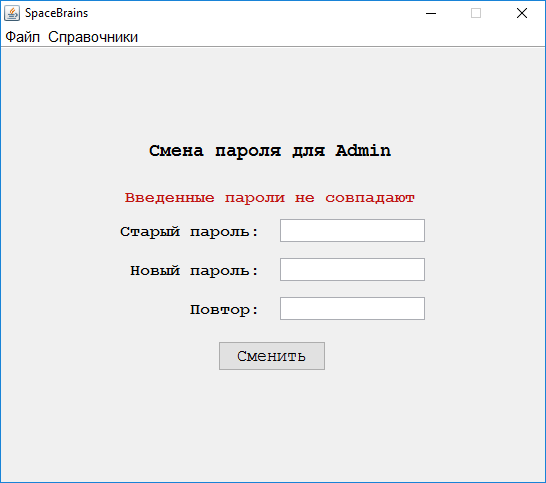 SpaceBrains
Файл Справочники
Смена пароля для Admin
Введенные пароли не совпадают
Старый пароль:
Новый пароль:
Повтор:
Сменить